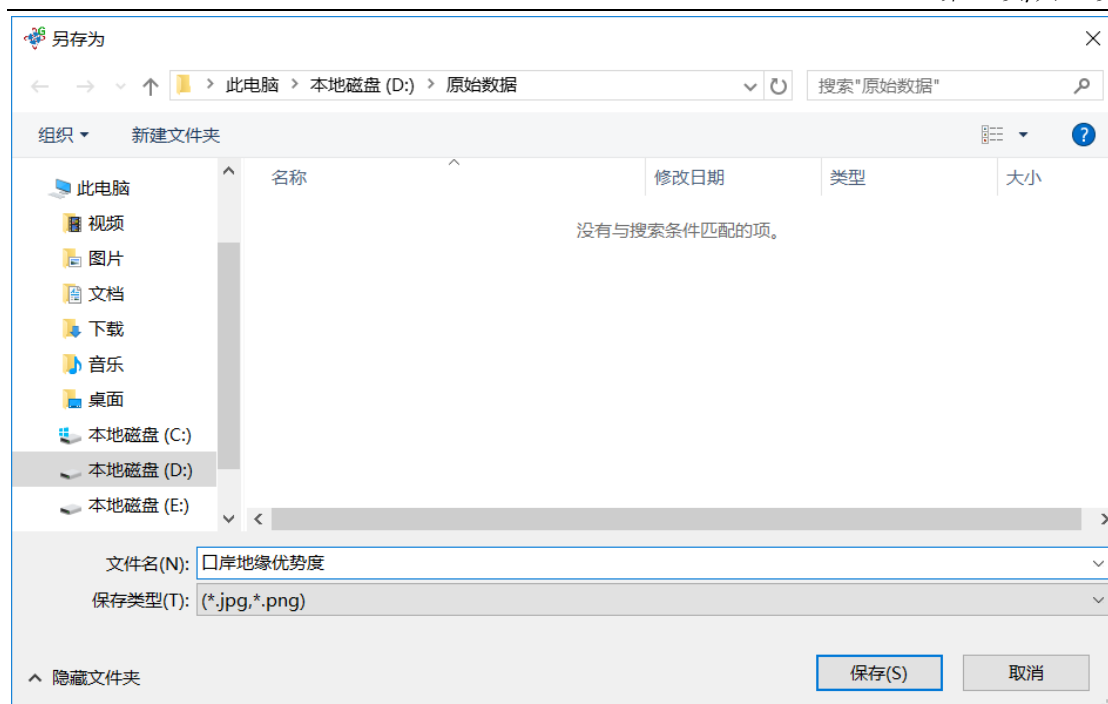 另存为
此电脑 > 本地磁盘 (D:) > 原始数据
搜索"原始数据"
组织
新建文件夹
名称
修改日期
类型
大小
没有与搜索条件匹配的项。
此电脑
视频
图片
文档
下载
音乐
桌面
本地磁盘 (C:)
本地磁盘 (D:)
本地磁盘 (E:)
文件名(N): 口岸地缘优势度
保存类型(T): (*.jpg,*.png)
隐藏文件夹
保存(S)
取消